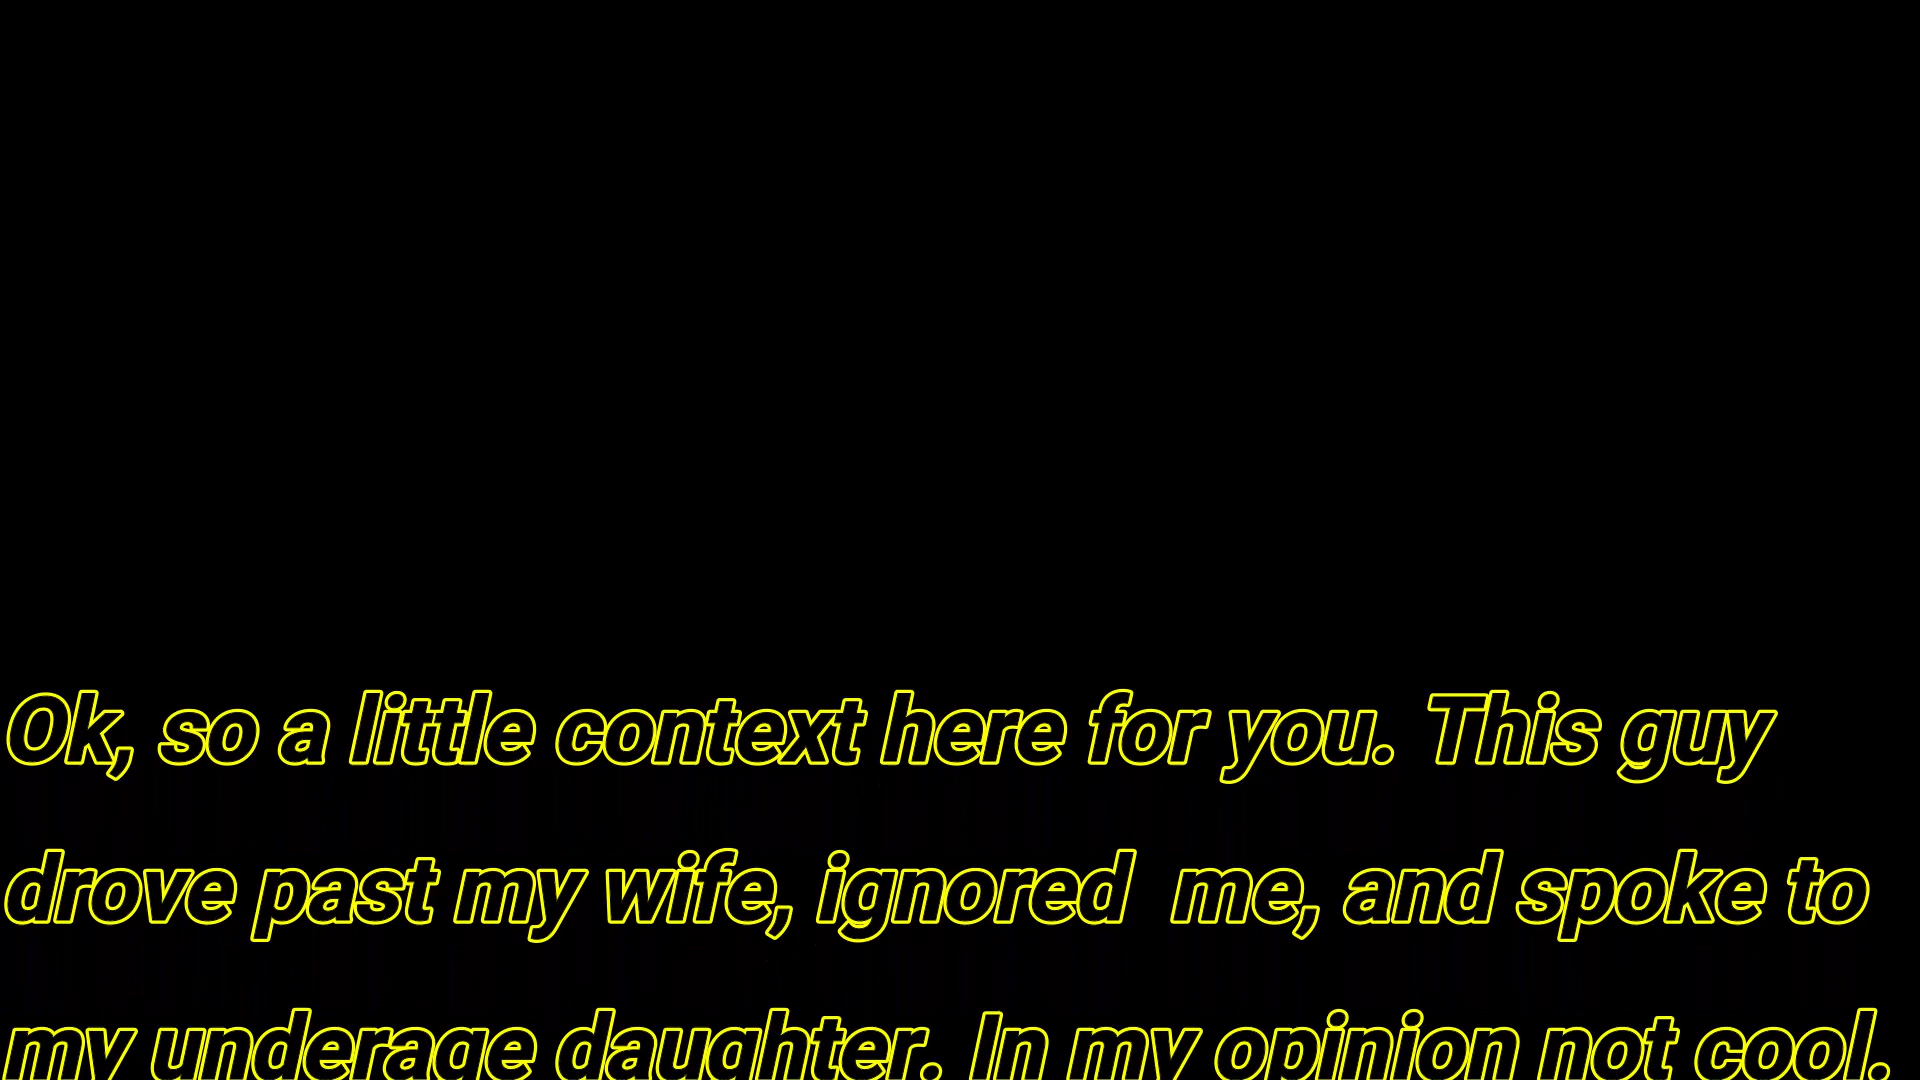 Ok, so a little context here for you. This guy
drove past my wife, ignored  me, and spoke to
my underage daughter. In my opinion not cool.